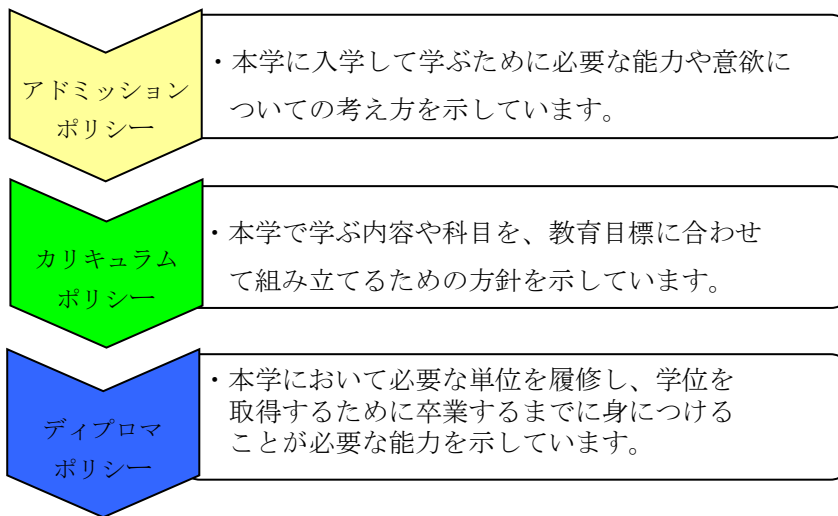 アドミッション
ポリシー
・本学に入学して学ぶために必要な能力や意欲に
ついての考え方を示しています。
カリキュラム
ポリシー
・本学で学ぶ内容や科目を、教育目標に合わせ
て組み立てるための方針を示しています。
ディプロマ
ポリシー
・本学において必要な単位を履修し、学位を
取得するために卒業するまでに身につける
ことが必要な能力を示しています。